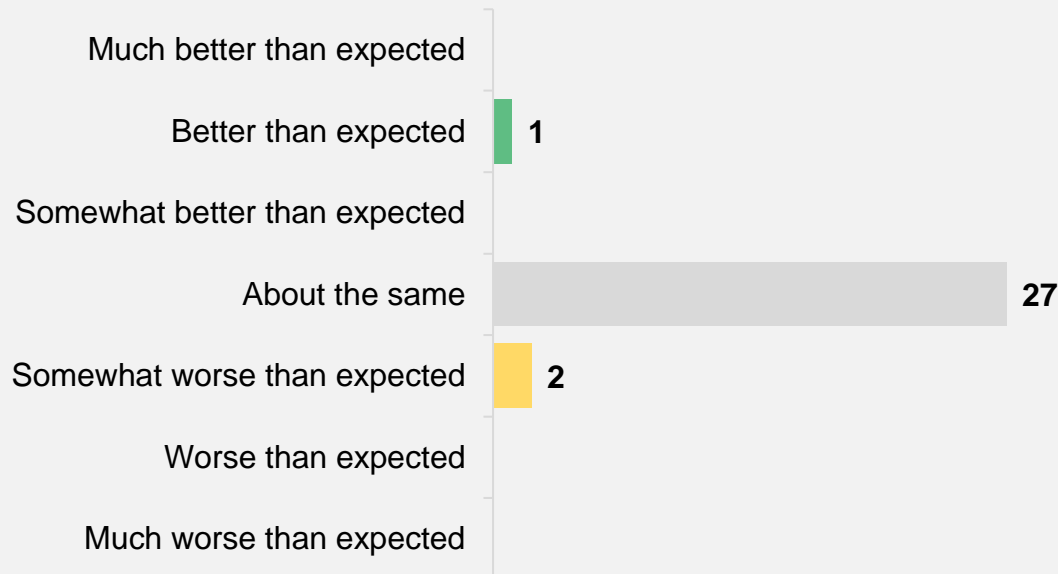 Much better than expected
Better than expected 1
Somewhat better than expected
About the same 27
Somewhat worse than expected 2
Worse than expected
Much worse than expected